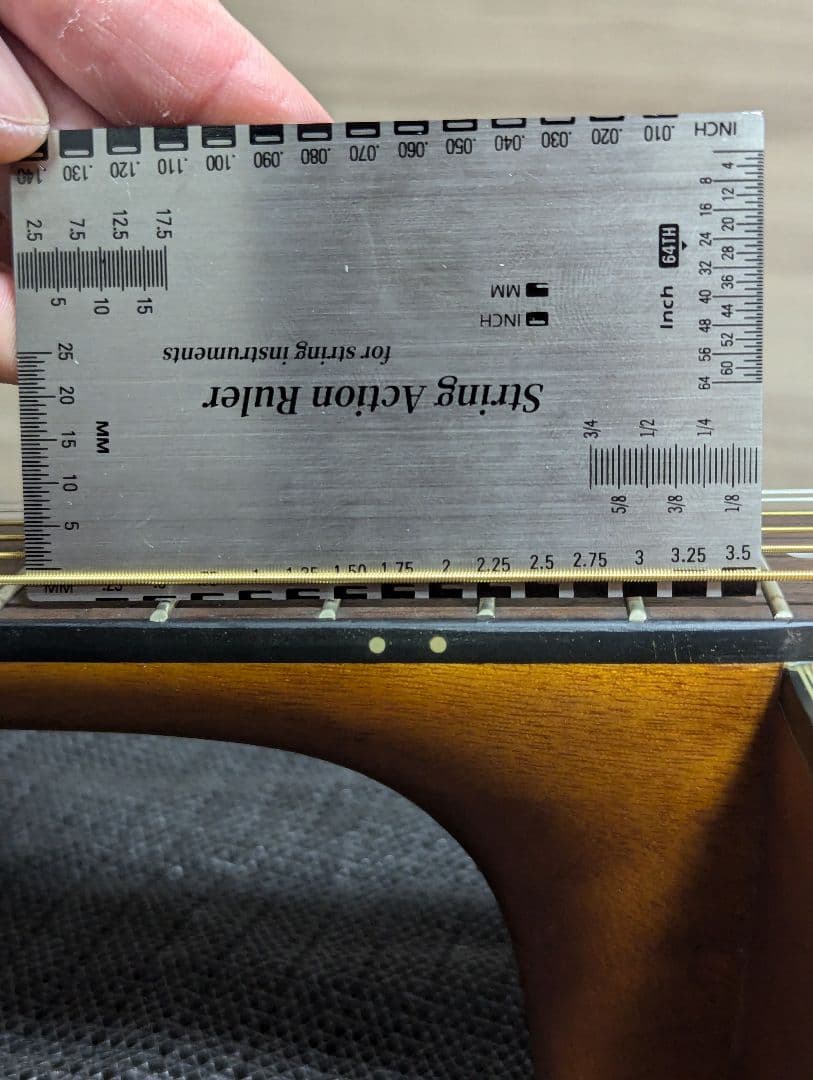 INCH .010 .020 .030 .040 .050 .060 .070 .080 .090 .100 .110 .120 .130 .140
4 12 20 28 36 44 52 60
8 16 24 32 40 48 56 64
Inch 64TH
2.5 7.5 12.5 17.5
5 10 15
MM
INCH
for string instruments
String Action Ruler
25 20 15 10 5
MM
3/4 1/2 1/4
5/8 3/8 1/8
MM .25 1.25 1.50 1.75 2 2.25 2.5 2.75 3 3.25 3.5